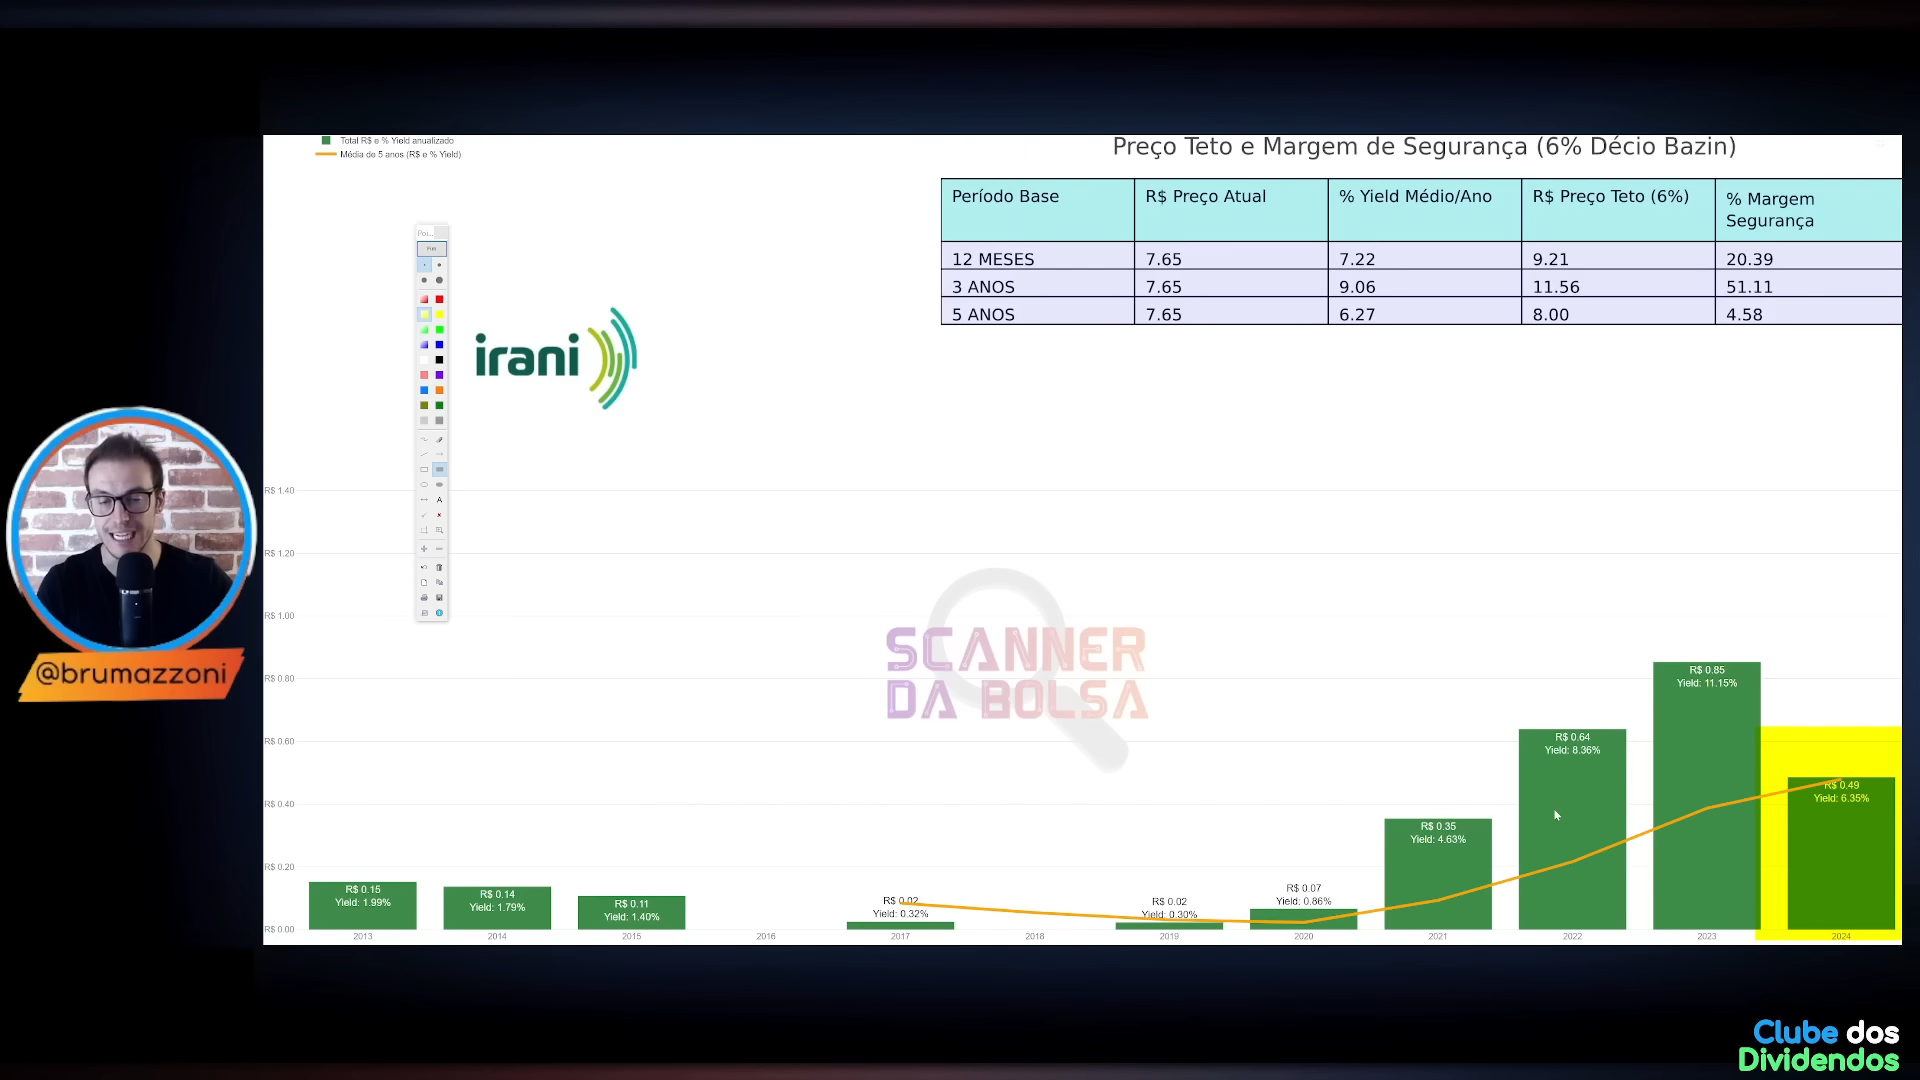 Total R$ e % Yield anualizado
Média de 5 anos (R$ e % Yield)
Preço Teto e Margem de Segurança (6% Décio Bazin)
Período Base R$ Preço Atual % Yield Médio/Ano R$ Preço Teto (6%) % Margem Segurança
12 MESES 7.65 7.22 9.21 20.39
3 ANOS 7.65 9.06 11.56 51.11
5 ANOS 7.65 6.27 8.00 4.58
Fim
irani
A
@brumazzoni
SCANNER
DA BOLSA
R$ 1.40
R$ 1.20
R$ 1.00
R$ 0.80
R$ 0.60
R$ 0.40
R$ 0.20
R$ 0.00
R$ 0.15
Yield: 1.99%
R$ 0.14
Yield: 1.79%
R$ 0.11
Yield: 1.40%
R$ 0.02
Yield: 0.32%
R$ 0.02
Yield: 0.30%
R$ 0.07
Yield: 0.86%
R$ 0.35
Yield: 4.63%
R$ 0.64
Yield: 8.36%
R$ 0.85
Yield: 11.15%
R$ 0.49
Yield: 6.35%
2013 2014 2015 2016 2017 2018 2019 2020 2021 2022 2023 2024
Clube dos
Dividendos